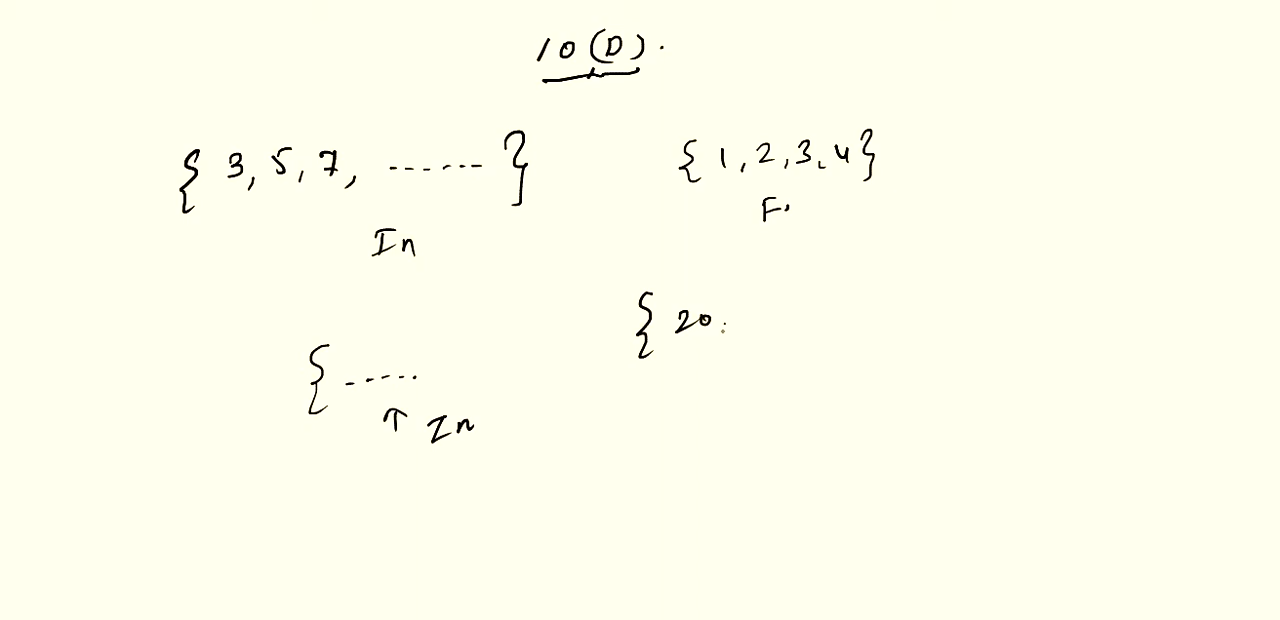 10(D).
{ 3, 5, 7, ------- }
{ 1, 2, 3, 4 }
F.
In
{ 20.
{ ------
↑ In